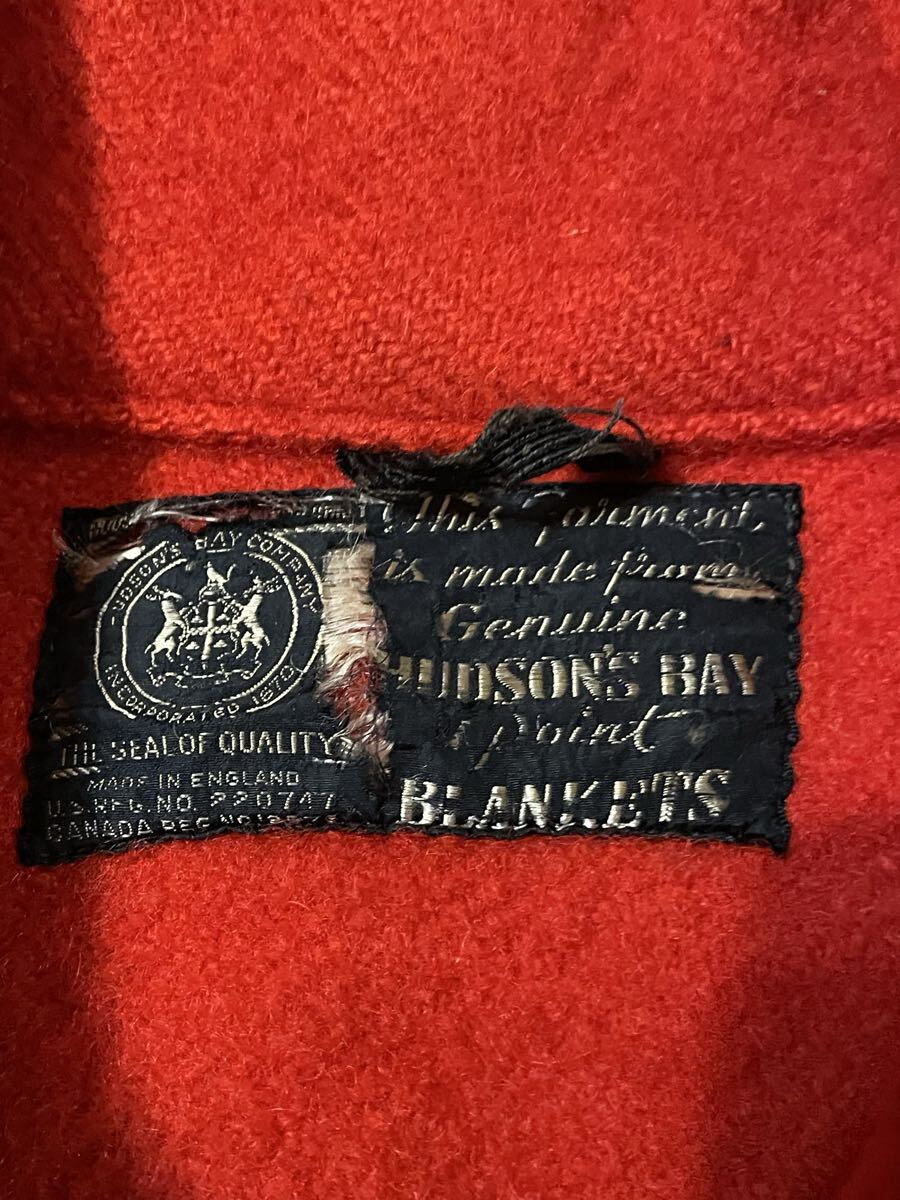 HUDSON'S BAY COMPANY
INCORPORATED 1670
THE SEAL OF QUALITY
MADE IN ENGLAND
U.S. REG. NO. 220747
CANADA REG NO
This Garment,
is made from
Genuine
HUDSON'S BAY
Point
BLANKETS